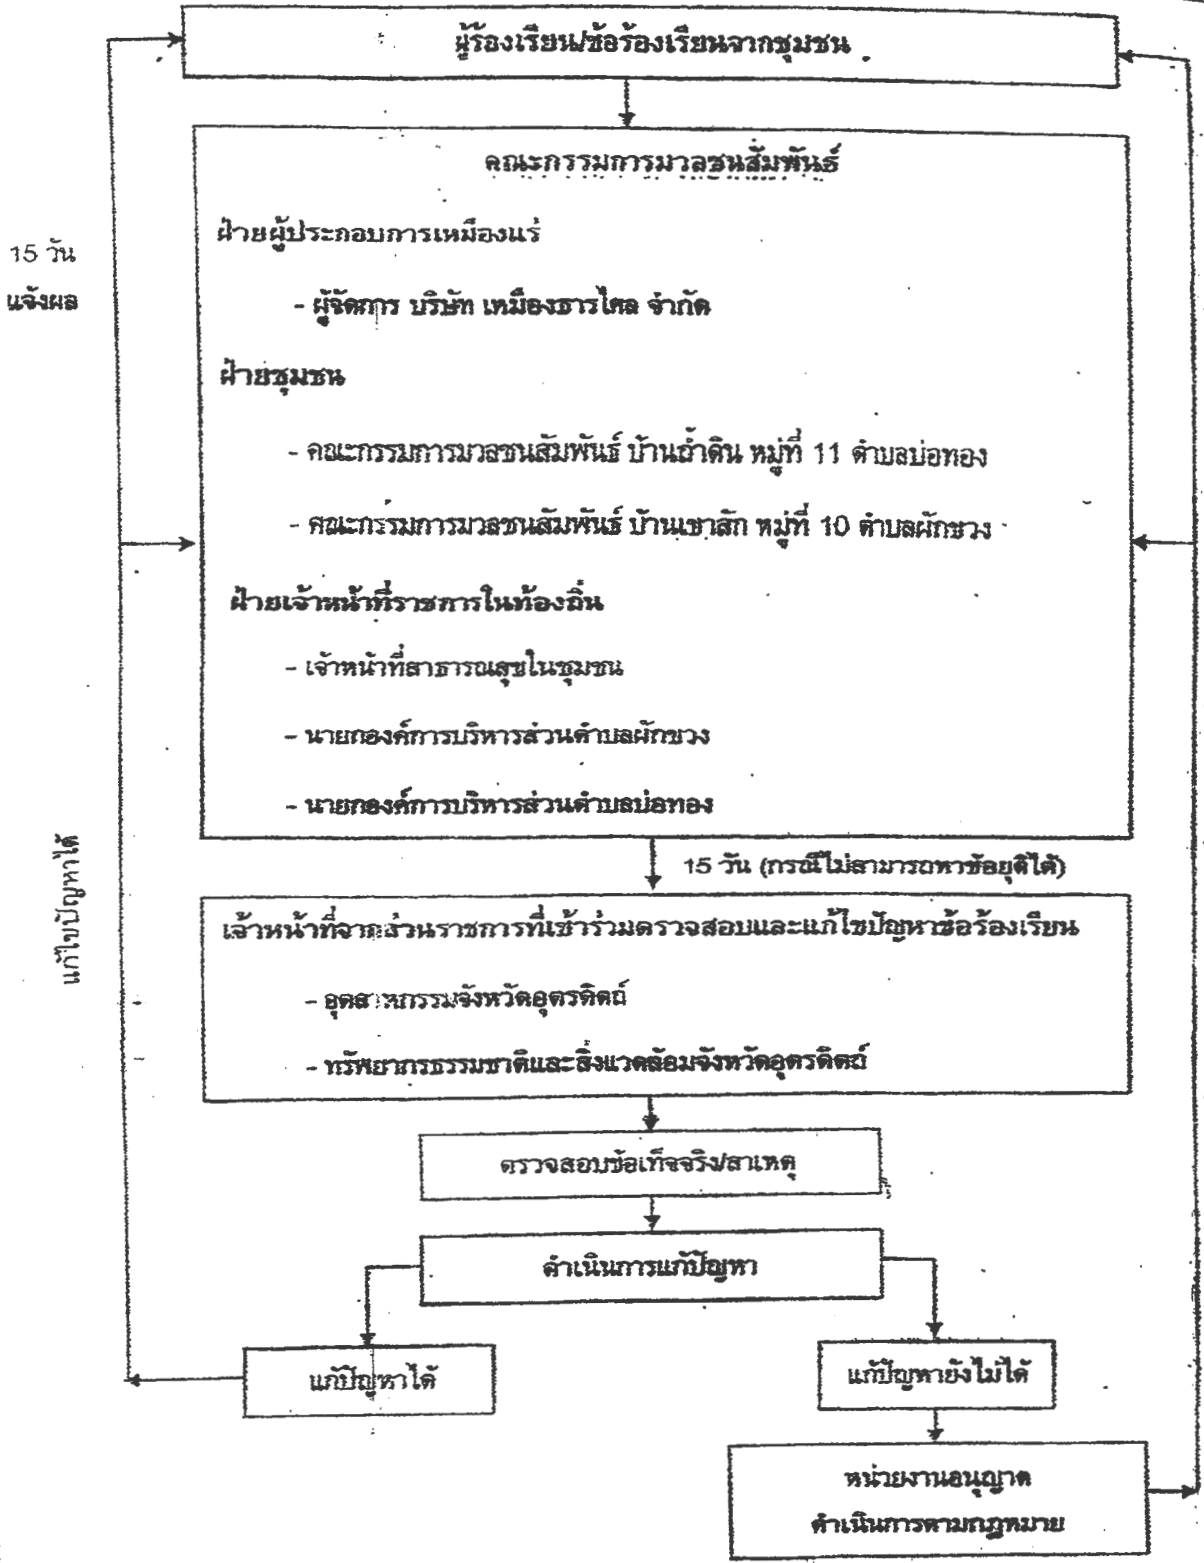 ผู้ร้องเรียน/ข้อร้องเรียนจากชุมชน
คณะกรรมการมวลชนสัมพันธ์
ฝ่ายผู้ประกอบการเหมืองแร่
- ผู้จัดการ บริษัท เหมืองธารไหล จำกัด
ฝ่ายชุมชน
- คณะกรรมการมวลชนสัมพันธ์ บ้านถ้ำดิน หมู่ที่ 11 ตำบลบ่อทอง
- คณะกรรมการมวลชนสัมพันธ์ บ้านเขาสัก หมู่ที่ 10 ตำบลผักขวง
ฝ่ายเจ้าหน้าที่ราชการในท้องถิ่น
- เจ้าหน้าที่สาธารณสุขในชุมชน
- นายกองค์การบริหารส่วนตำบลผักขวง
- นายกองค์การบริหารส่วนตำบลบ่อทอง
15 วัน
แจ้งผล
แก้ไขปัญหาได้
15 วัน (กรณีไม่สามารถหาข้อยุติได้)
เจ้าหน้าที่จากส่วนราชการที่เข้าร่วมตรวจสอบและแก้ไขปัญหาข้อร้องเรียน
- อุตสาหกรรมจังหวัดอุตรดิตถ์
- ทรัพยากรธรรมชาติและสิ่งแวดล้อมจังหวัดอุตรดิตถ์
ตรวจสอบข้อเท็จจริง/สาเหตุ
ดำเนินการแก้ปัญหา
แก้ปัญหาได้
แก้ปัญหายังไม่ได้
หน่วยงานอนุญาต
ดำเนินการตามกฎหมาย